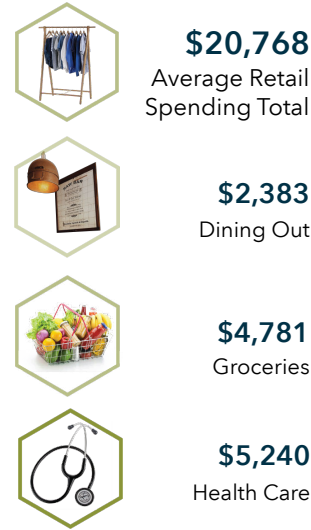 $20,768
Average Retail
Spending Total
$2,383
Dining Out
$4,781
Groceries
$5,240
Health Care